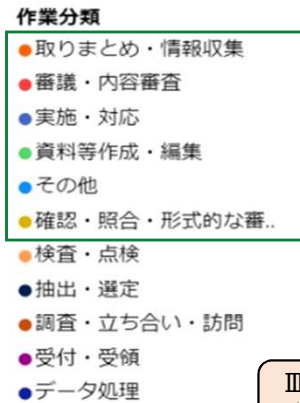 作業分類
取りまとめ・情報収集
審議・内容審査
実施・対応
資料等作成・編集
その他
確認・照合・形式的な審..
検査・点検
抽出・選定
調査・立ち合い・訪問
受付・受領
データ処理
Ⅲ